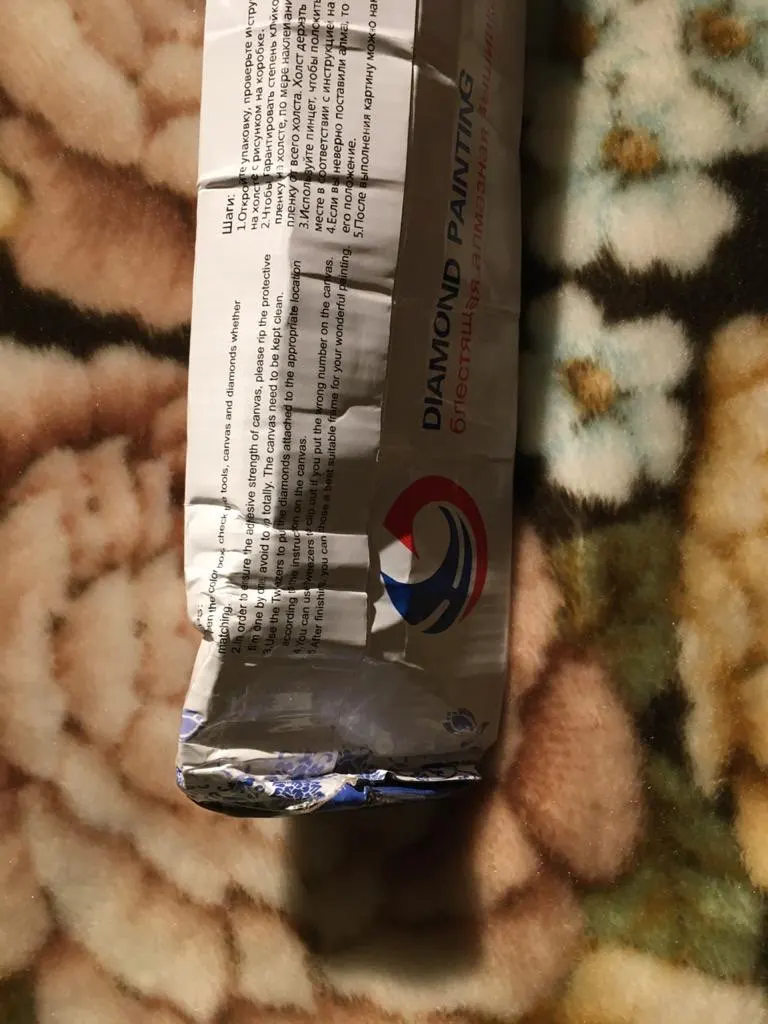 Шаги:
1.Откройте упаковку, проверьте инстру
на холсте с рисунком на коробке.
2.Чтобы гарантировать степень клейко
пленку на холсте, по мере наклеиани
пленку от всего холста. Холст держать
3.Используйте пинцет, чтобы положить
месте в соответствии с инструкцией на
4.Если вы неверно поставили алмаз, то
его положение.
5.После выполнения картину можно на
the color box, check tools, canvas and diamonds whether
matching.
2.In order to ensure the adhesive strength of canvas, please rip the protective
film one by one avoid to totally. The canvas need to be kept clean.
3.Use the Twezers to put the diamonds attached to the appropriate location
according the instruction on the canvas.
4.You can use tweezers to clip out if you put the wrong number on the canvas.
5.After finishing, you can chose a best suitable frame for your wonderful painting.
DIAMOND PAINTING
блестящая алмазная вышивк